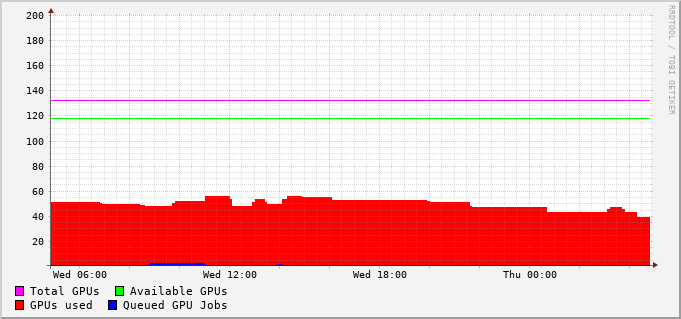 RRDTOOL / TOBI OETIKER
200
180
160
140
120
100
80
60
40
20
Wed 06:00 Wed 12:00 Wed 18:00 Thu 00:00
Total GPUs Available GPUs
GPUs used Queued GPU Jobs